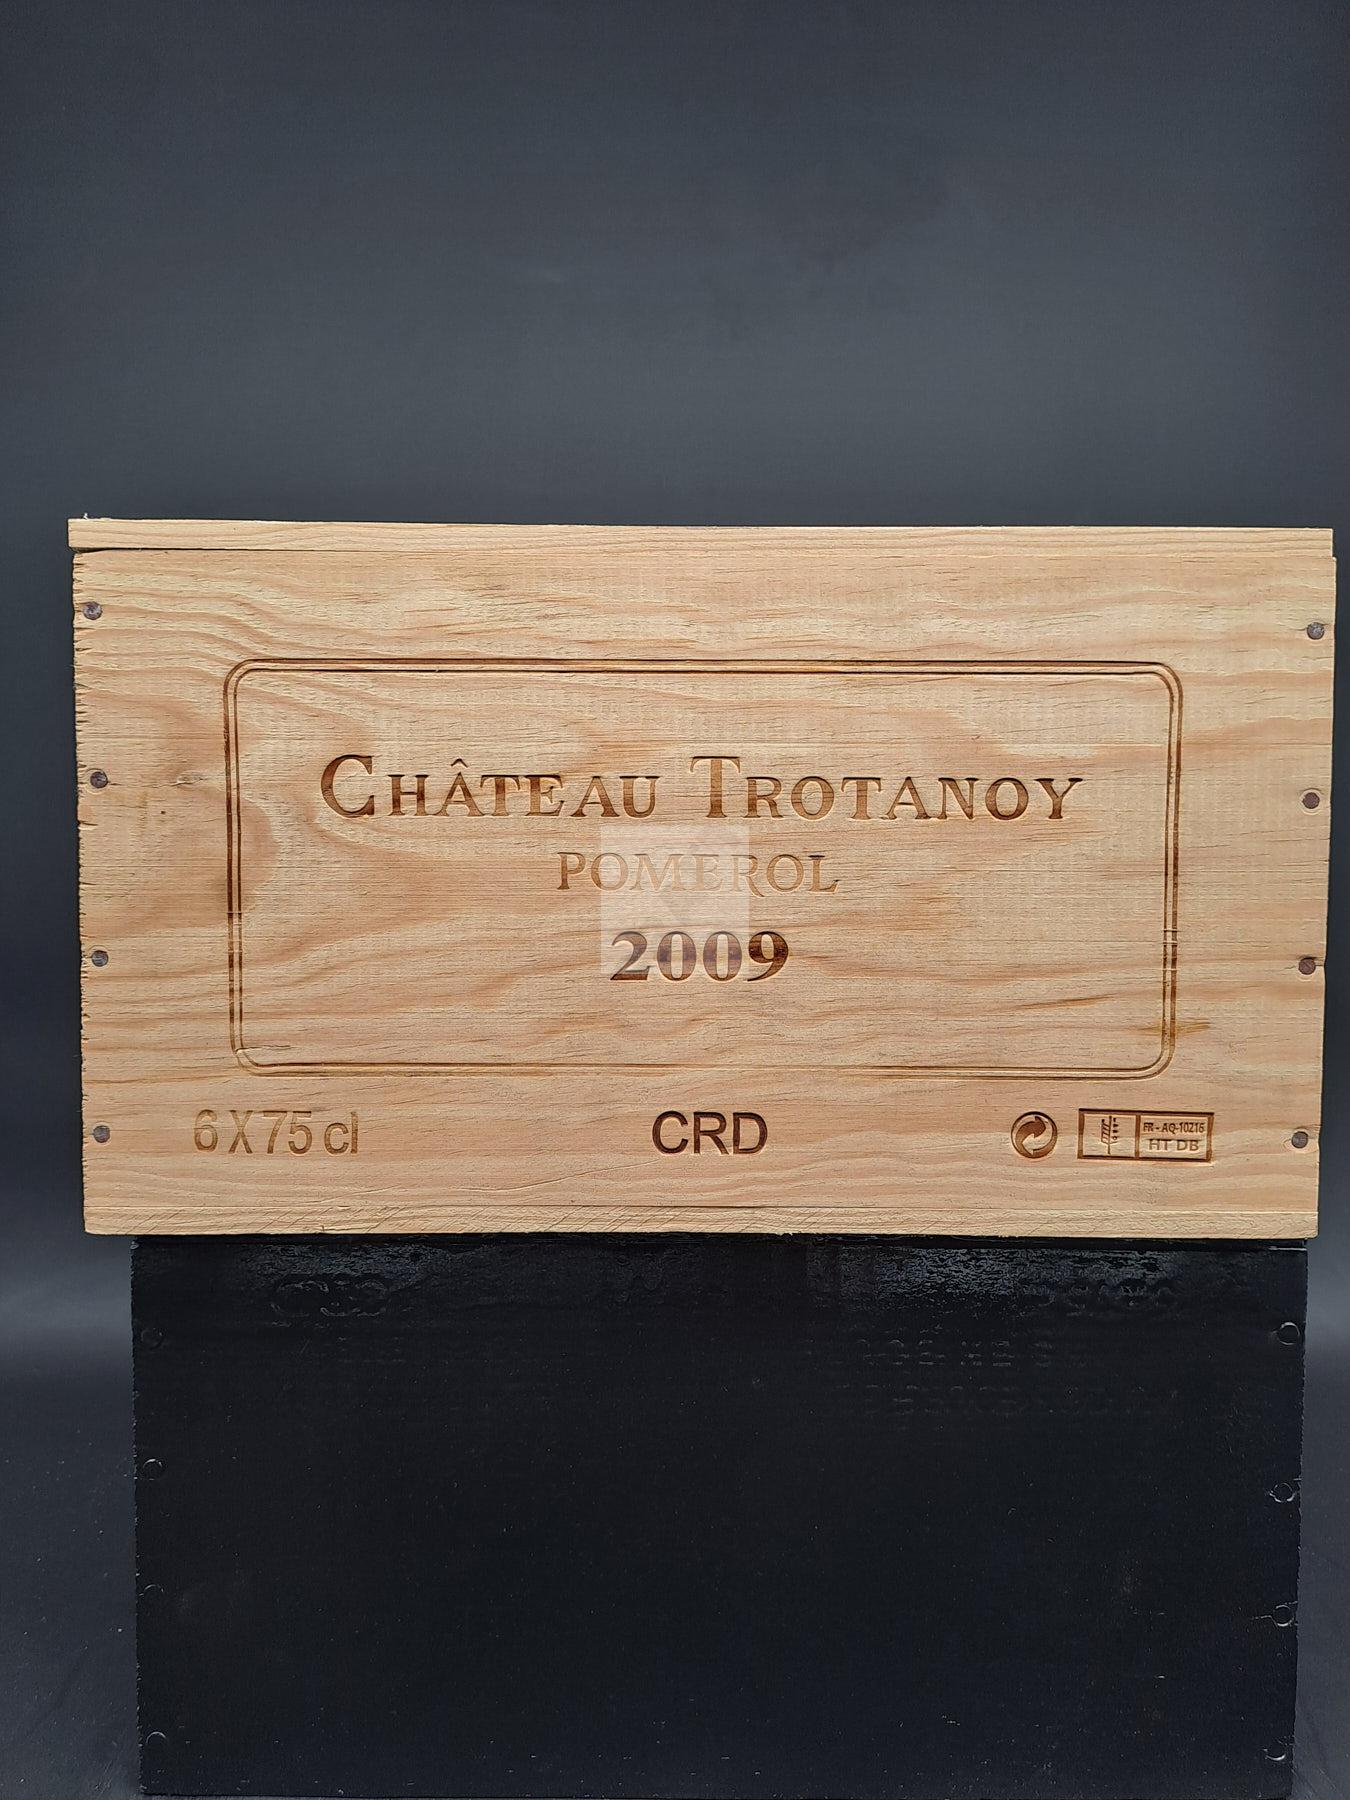 CHÂTEAU TROTANOY
POMEROL
2009
6 X 75 cl
CRD
FR - AQ-10216
HT DB